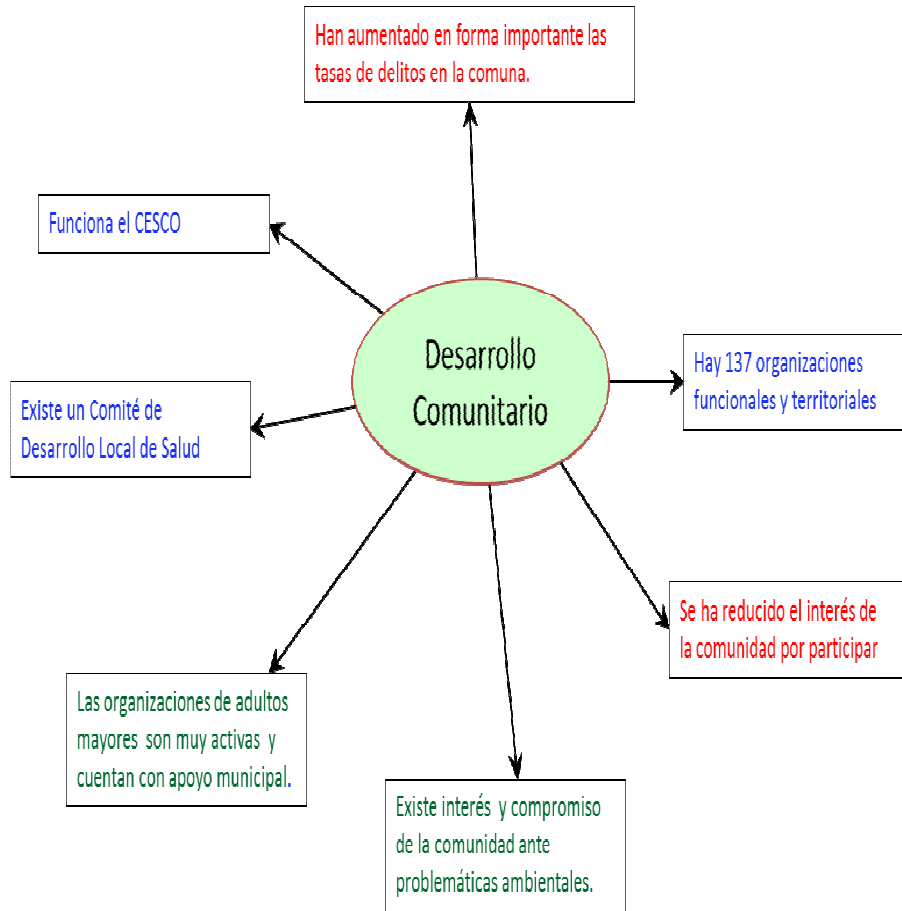 Han aumentado en forma importante las
tasas de delitos en la comuna.
Funciona el CESCO
Desarrollo
Comunitario
Hay 137 organizaciones
funcionales y territoriales
Existe un Comité de
Desarrollo Local de Salud
Se ha reducido el interés de
la comunidad por participar
Las organizaciones de adultos
mayores son muy activas y
cuentan con apoyo municipal.
Existe interés y compromiso
de la comunidad ante
problemáticas ambientales.